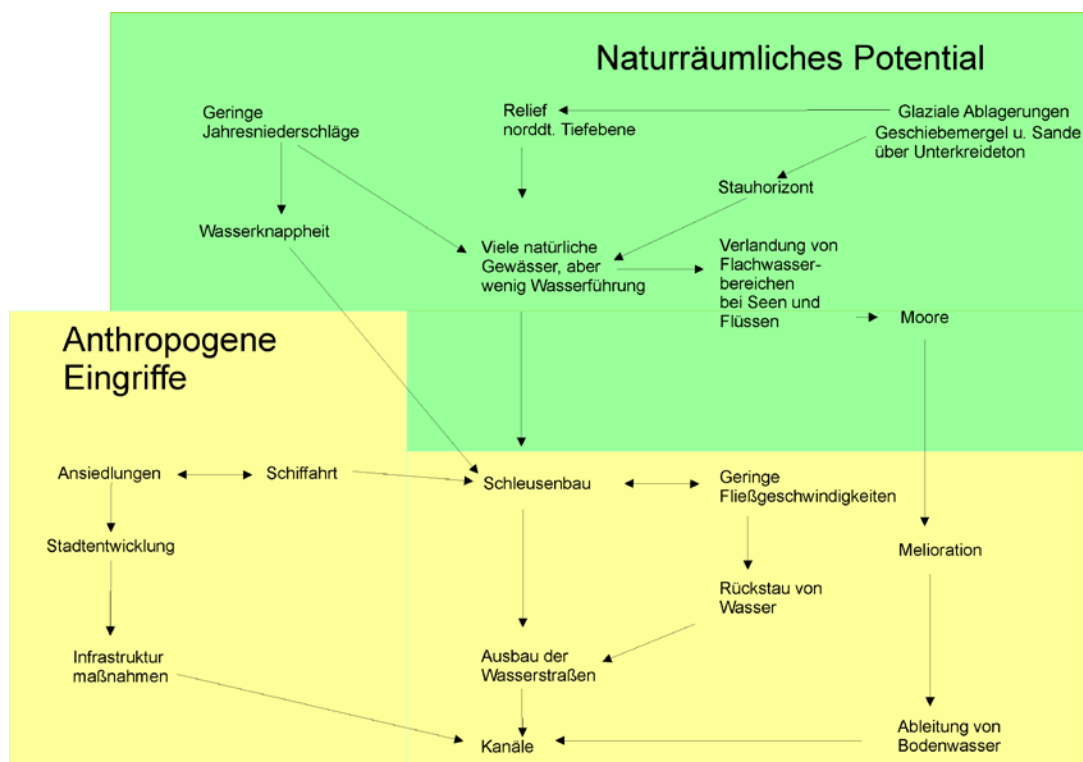 Naturräumliches Potential
Geringe
Jahresniederschläge
Relief
norddt. Tiefebene
Glaziale Ablagerungen
Geschiebemergel u. Sande
über Unterkreideton
Stauhorizont
Wasserknappheit
Viele natürliche
Gewässer, aber
wenig Wasserführung
Verlandung von
Flachwasser-
bereichen
bei Seen und
Flüssen
Moore
Anthropogene
Eingriffe
Ansiedlungen
Schiffahrt
Schleusenbau
Geringe
Fließgeschwindigkeiten
Stadtentwicklung
Melioration
Rückstau von
Wasser
Infrastruktur
maßnahmen
Ausbau der
Wasserstraßen
Kanäle
Ableitung von
Bodenwasser